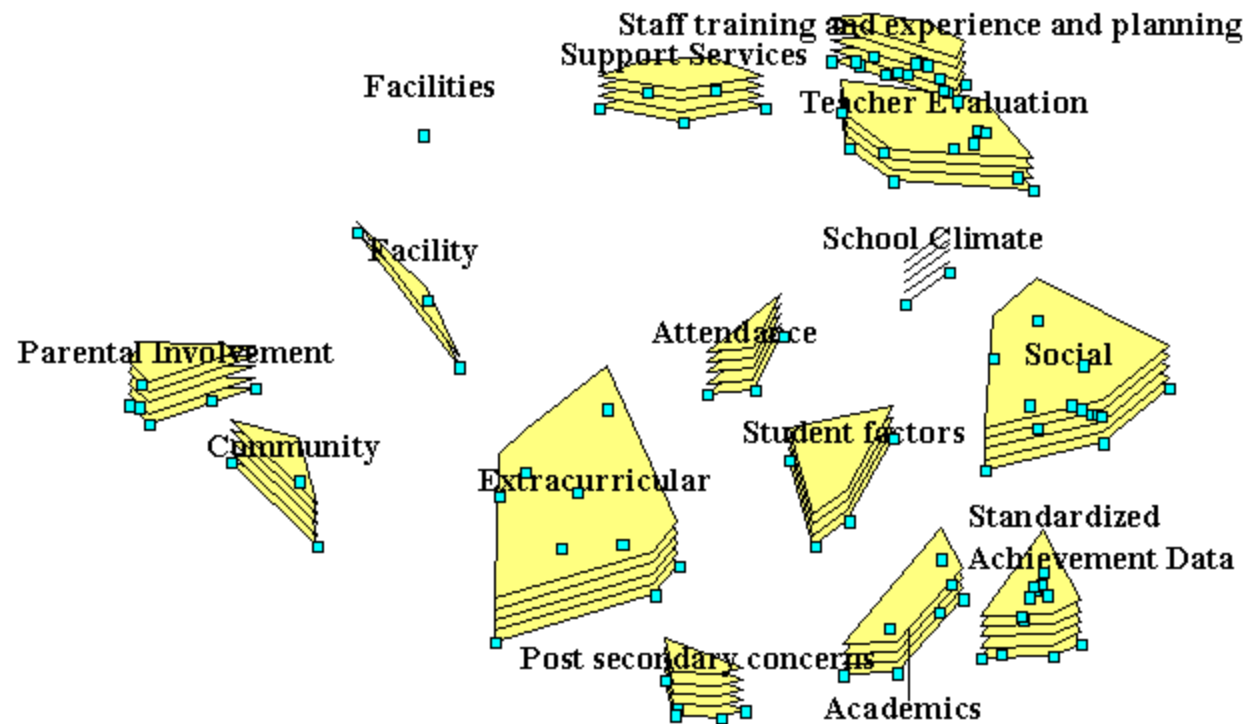 Staff training and experience and planning
Support Services
Facilities
Teacher Evaluation
School Climate
Facility
Attendance
Parental Involvement
Social
Student factors
Cummunity
Extracurricular
Standardized
Achievement Data
Post secondary concerns
Academics